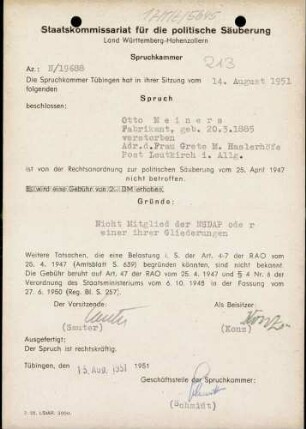 17/11T/5645
Staatskommissariat für die politische Säuberung
Land Württemberg-Hohenzollern
Spruchkammer
213
Az.: N/19688
Die Spruchkammer Tübingen hat in ihrer Sitzung vom 14. August 1951
folgenden
Spruch
beschlossen:
Otto Meiners
Fabrikant, geb. 20.3.1885
verstorben
Adr.d.Frau Grete M. Haslerhöfe
Post Leutkirch i. Allg.
ist von der Rechtsanordnung zur politischen Säuberung vom 25. April 1947
nicht betroffen.
Es wird eine Gebühr von 2.- DM erhoben.
Gründe:
Nicht Mitglied der NSDAP ode r
einer ihrer Gliederungen
Weitere Tatsachen, die eine Belastung i. S. der Art. 4-7 der RAO vom
25. 4. 1947 (Amtsblatt S. 639) begründen könnten, sind nicht bekannt.
Die Gebühr beruht auf Art. 47 der RAO vom 25. 4. 1947 und § 4 Nr. 6 der
Verordnung des Staatsministeriums vom 6. 10. 1948 in der Fassung vom
27. 6. 1950 (Reg. Bl. S. 257).
Der Vorsitzende:
Als Beisitzer:
(Sauter)
(Konz)
Ausgefertigt:
Der Spruch ist rechtskräftig.
Tübingen, 15. AUG. 1951 1951
Geschäftsstelle der Spruchkammer:
(Schmidt)